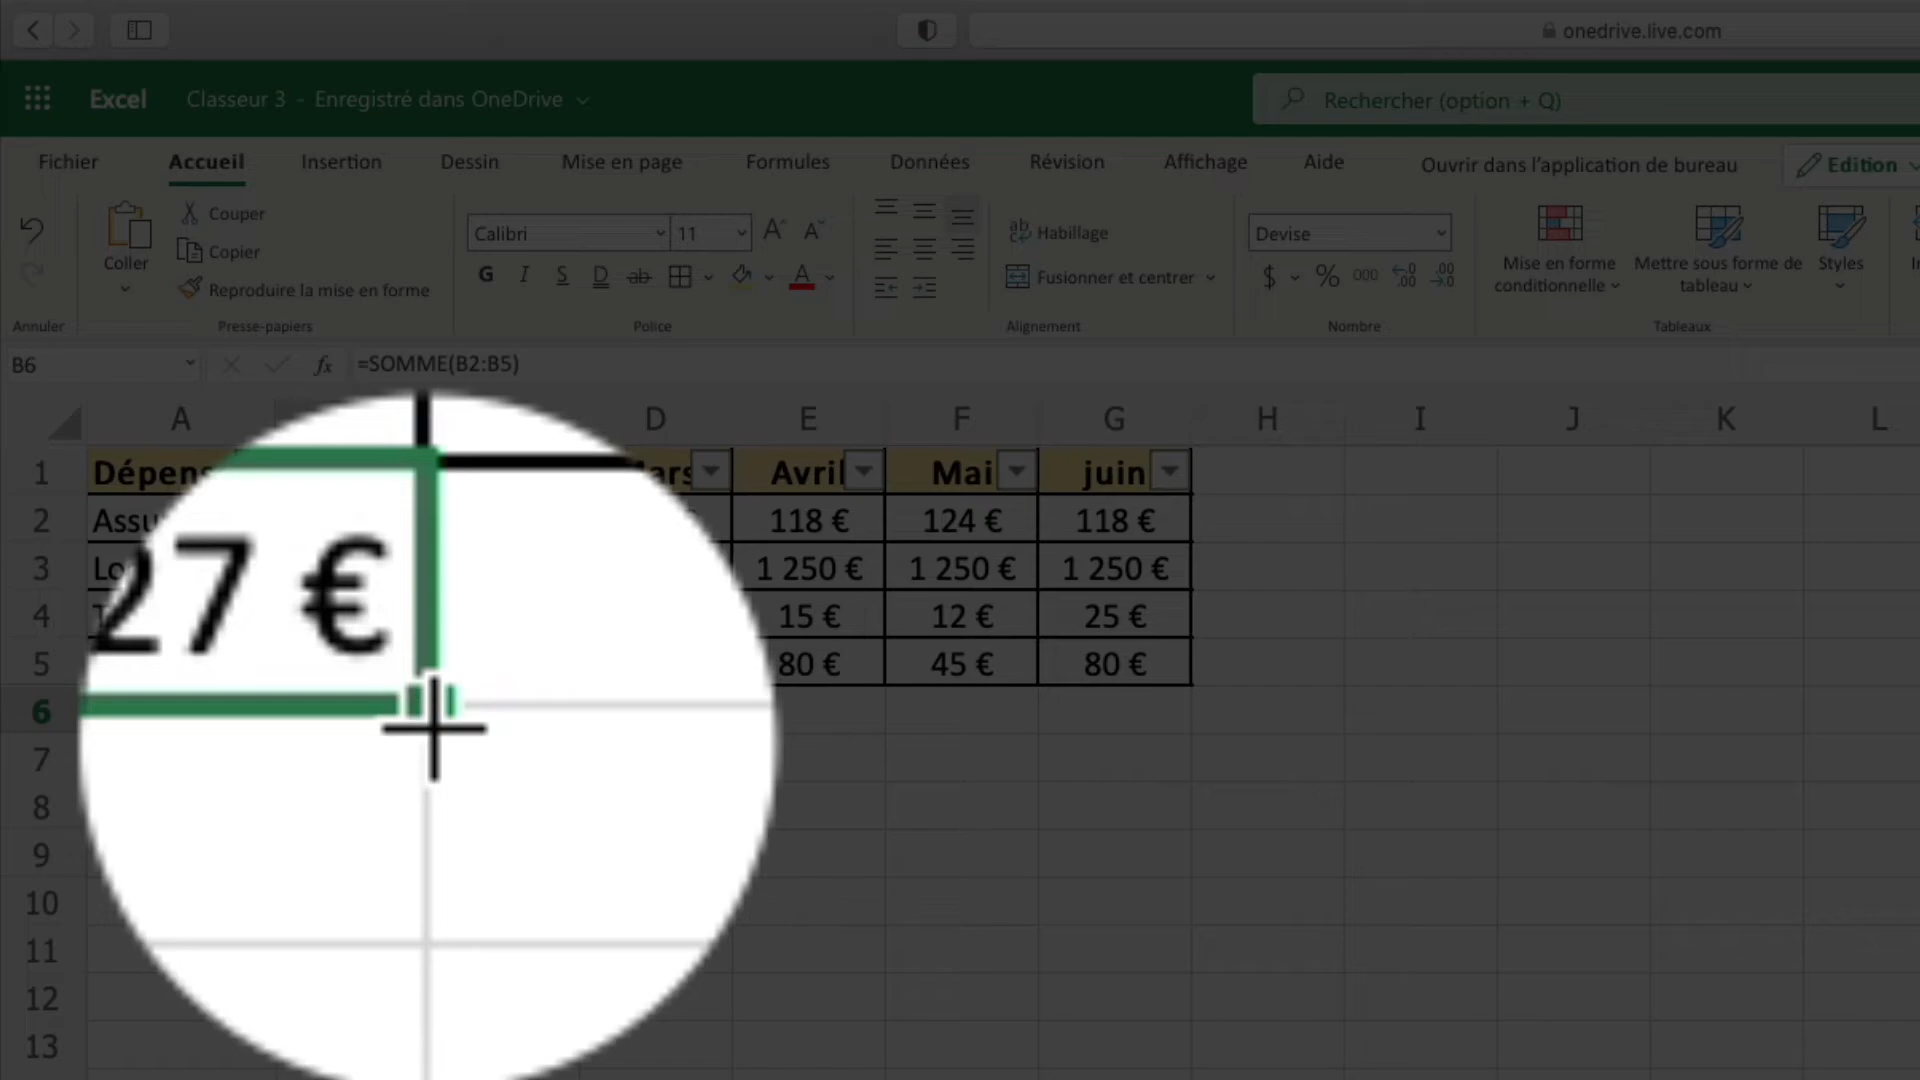 onedrive.live.com
Excel Classeur 3 - Enregistré dans OneDrive Rechercher (option + Q)
Fichier Accueil Insertion Dessin Mise en page Formules Données Révision Affichage Aide Ouvrir dans l'application de bureau Edition
Couper
Copier
Reproduire la mise en forme
Coller
Calibri 11
G I S D ab
Habillage
Fusionner et centrer
Devise
$ % 000
Mise en forme conditionnelle
Mettre sous forme de tableau
Styles
Annuler Presse-papiers Police Alignement Nombre Tableaux
B6 fx =SOMME(B2:B5)
A D E F G H I J K L
1 Dépens Avril Mai juin
2 Assu 118 € 124 € 118 €
3 Lo 1 250 € 1 250 € 1 250 €
4 15 € 12 € 25 €
5 80 € 45 € 80 €
27 €
6
7
8
9
10
11
12
13